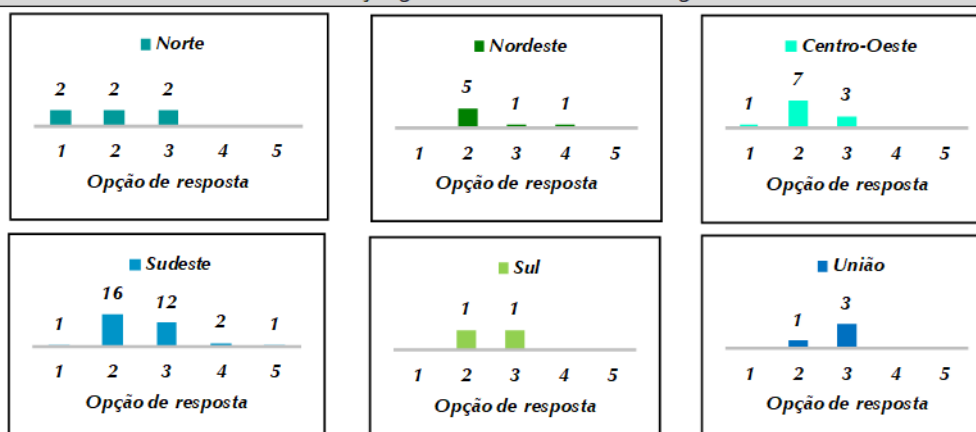 Norte
2 2 2
1 2 3 4 5
Opção de resposta
Nordeste
5 1 1
1 2 3 4 5
Opção de resposta
Centro-Oeste
1 7 3
1 2 3 4 5
Opção de resposta
Sudeste
1 16 12 2 1
1 2 3 4 5
Opção de resposta
Sul
1 1
1 2 3 4 5
Opção de resposta
União
1 3
1 2 3 4 5
Opção de resposta